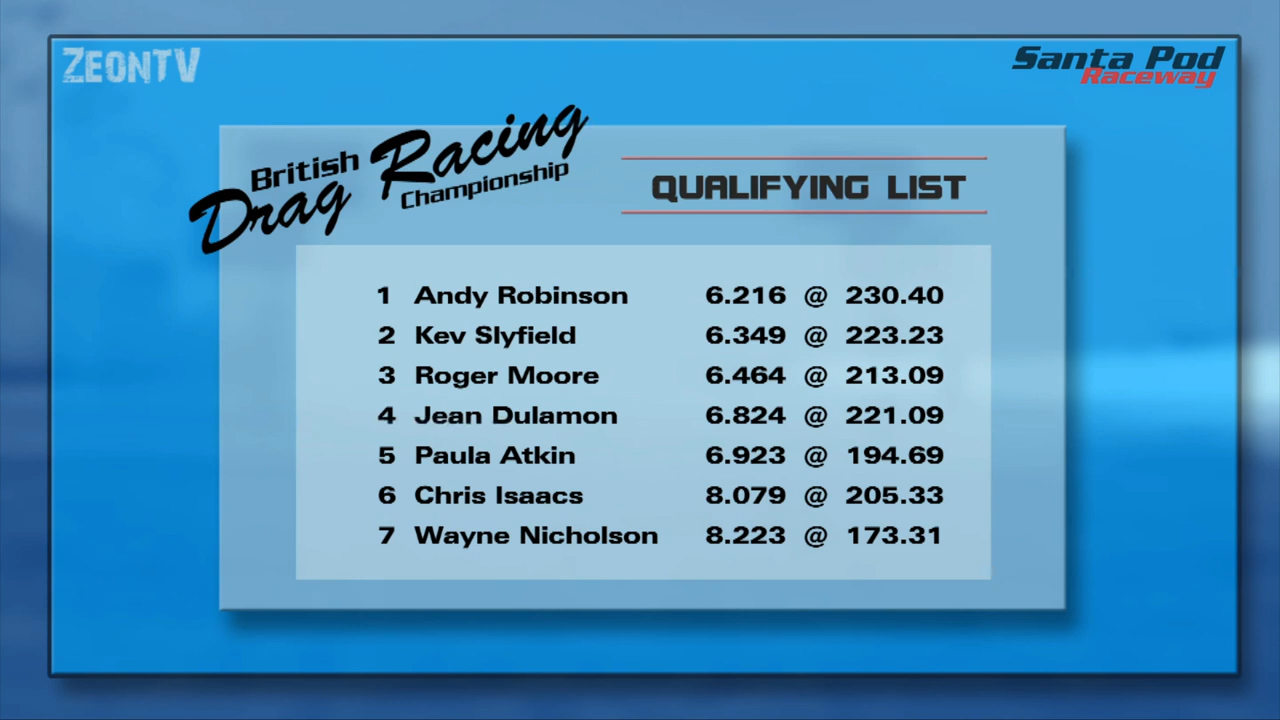 ZEONTV
Santa Pod
Raceway
British
Drag Racing
Championship
QUALIFYING LIST
1 Andy Robinson 6.216 @ 230.40
2 Kev Slyfield 6.349 @ 223.23
3 Roger Moore 6.464 @ 213.09
4 Jean Dulamon 6.824 @ 221.09
5 Paula Atkin 6.923 @ 194.69
6 Chris Isaacs 8.079 @ 205.33
7 Wayne Nicholson 8.223 @ 173.31